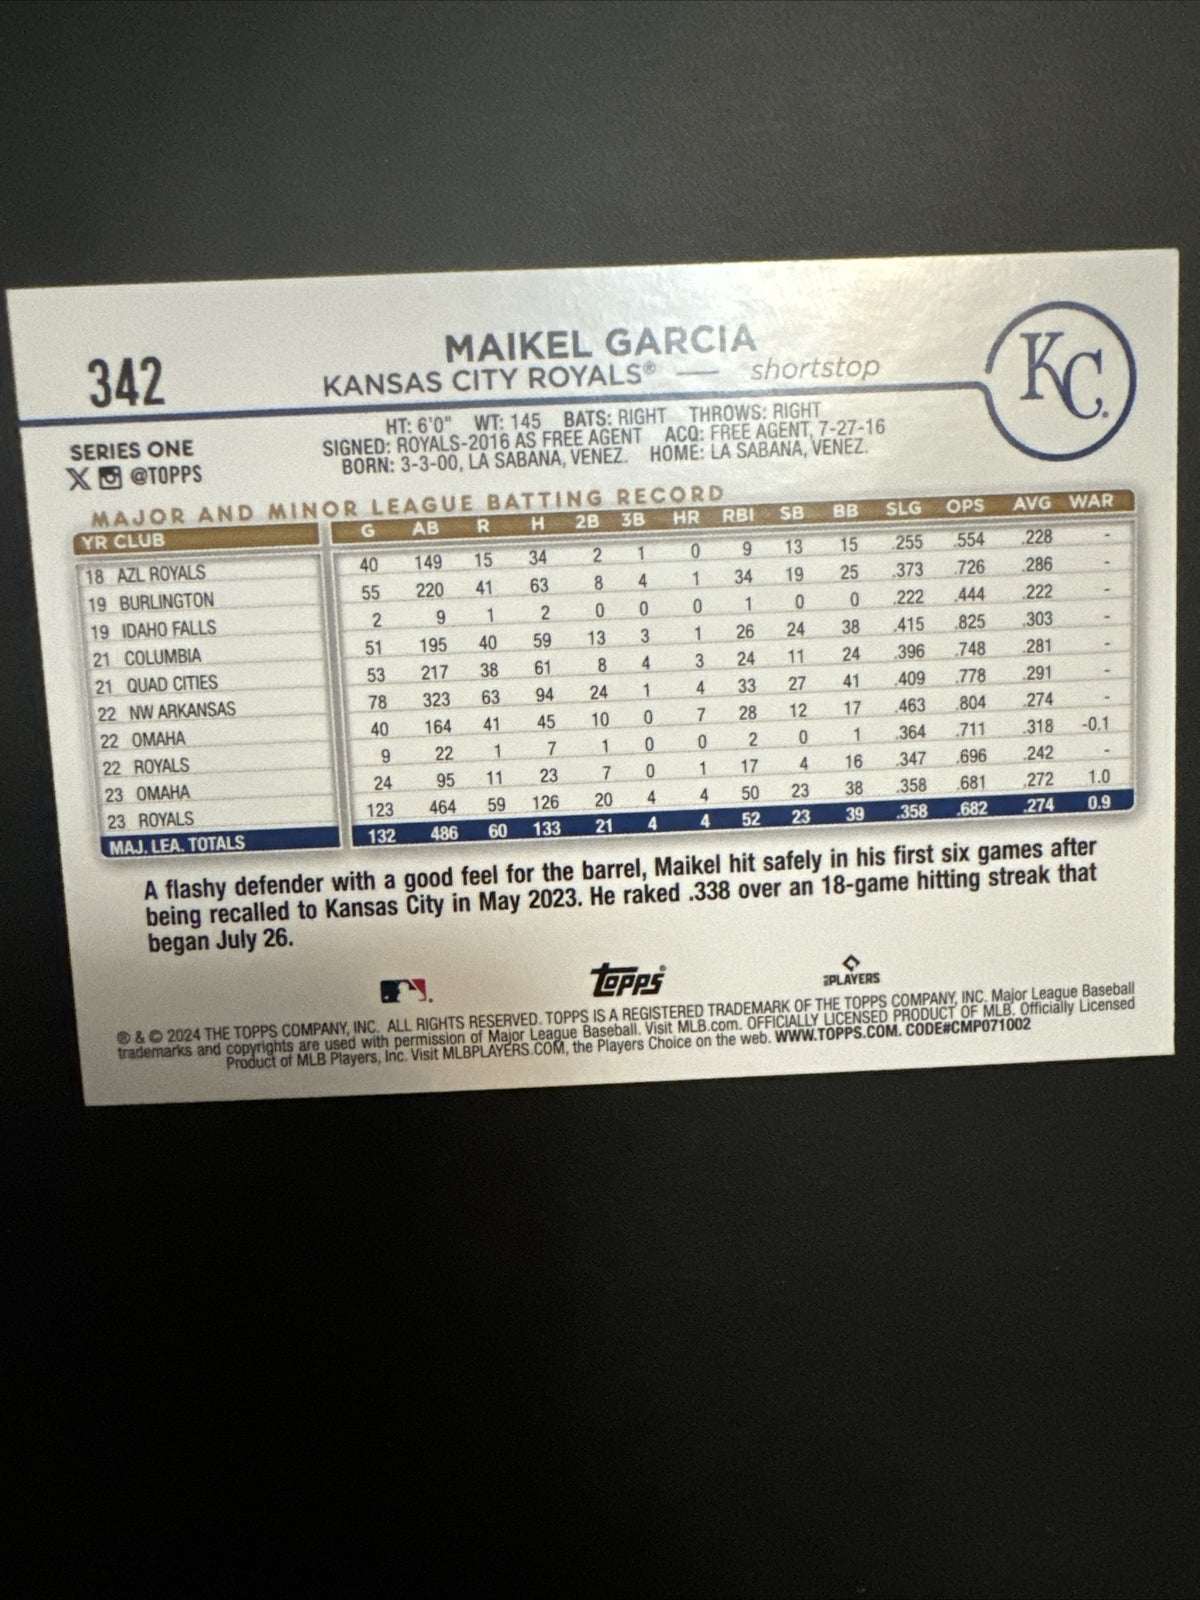 342
MAIKEL GARCIA
KANSAS CITY ROYALS® — shortstop
KC
SERIES ONE
X @TOPPS
HT: 6'0" WT: 145 BATS: RIGHT THROWS: RIGHT
SIGNED: ROYALS-2016 AS FREE AGENT ACQ: FREE AGENT, 7-27-16
BORN: 3-3-00, LA SABANA, VENEZ. HOME: LA SABANA, VENEZ.
MAJOR AND MINOR LEAGUE BATTING RECORD
YR CLUB G AB R H 2B 3B HR RBI SB BB SLG OPS AVG WAR
18 AZL ROYALS 40 149 15 34 2 1 0 9 13 15 .255 .554 .228 -
19 BURLINGTON 55 220 41 63 8 4 1 34 19 25 .373 .726 .286 -
19 IDAHO FALLS 2 9 1 2 0 0 0 1 0 0 .222 .444 .222 -
21 COLUMBIA 51 195 40 59 13 3 1 26 24 38 .415 .825 .303 -
21 QUAD CITIES 53 217 38 61 8 4 3 24 11 24 .396 .748 .281 -
22 NW ARKANSAS 78 323 63 94 24 1 4 33 27 41 .409 .778 .291 -
22 OMAHA 40 164 41 45 10 0 7 28 12 17 .463 .804 .274 -
22 ROYALS 9 22 1 7 1 0 0 2 0 1 .364 .711 .318 -0.1
23 OMAHA 24 95 11 23 7 0 1 17 4 16 .347 .696 .242 -
23 ROYALS 123 464 59 126 20 4 4 50 23 38 .358 .681 .272 1.0
MAJ. LEA. TOTALS 132 486 60 133 21 4 4 52 23 39 .358 .682 .274 0.9
A flashy defender with a good feel for the barrel, Maikel hit safely in his first six games after
being recalled to Kansas City in May 2023. He raked .338 over an 18-game hitting streak that
began July 26.
topps®
PLAYERS
® & © 2024 THE TOPPS COMPANY, INC. ALL RIGHTS RESERVED. TOPPS IS A REGISTERED TRADEMARK OF THE TOPPS COMPANY, INC. Major League Baseball
trademarks and copyrights are used with permission of Major League Baseball. Visit MLB.com. OFFICIALLY LICENSED PRODUCT OF MLB. Officially Licensed
Product of MLB Players, Inc. Visit MLBPLAYERS.COM, the Players Choice on the web. WWW.TOPPS.COM. CODE#CMP071002